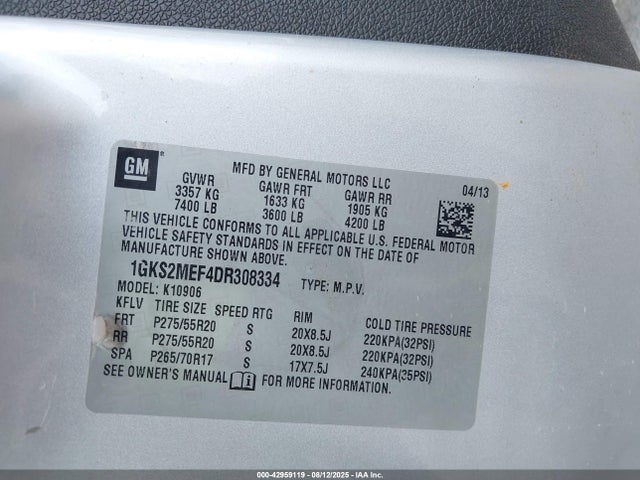 GM
MFD BY GENERAL MOTORS LLC
04/13
GVWR GAWR FRT GAWR RR
3357 KG 1633 KG 1905 KG
7400 LB 3600 LB 4200 LB
THIS VEHICLE CONFORMS TO ALL APPLICABLE U.S. FEDERAL MOTOR
VEHICLE SAFETY STANDARDS IN EFFECT ON THE DATE OF
MANUFACTURE SHOWN ABOVE.
1GKS2MEF4DR308334 TYPE: M.P.V.
MODEL: K10906
KFLV TIRE SIZE SPEED RTG RIM COLD TIRE PRESSURE
FRT P275/55R20 S 20X8.5J 220KPA(32PSI)
RR P275/55R20 S 20X8.5J 220KPA(32PSI)
SPA P265/70R17 S 17X7.5J 240KPA(35PSI)
SEE OWNER'S MANUAL FOR MORE INFORMATION.
000-42959119 - 08/12/2025 - IAAI.com